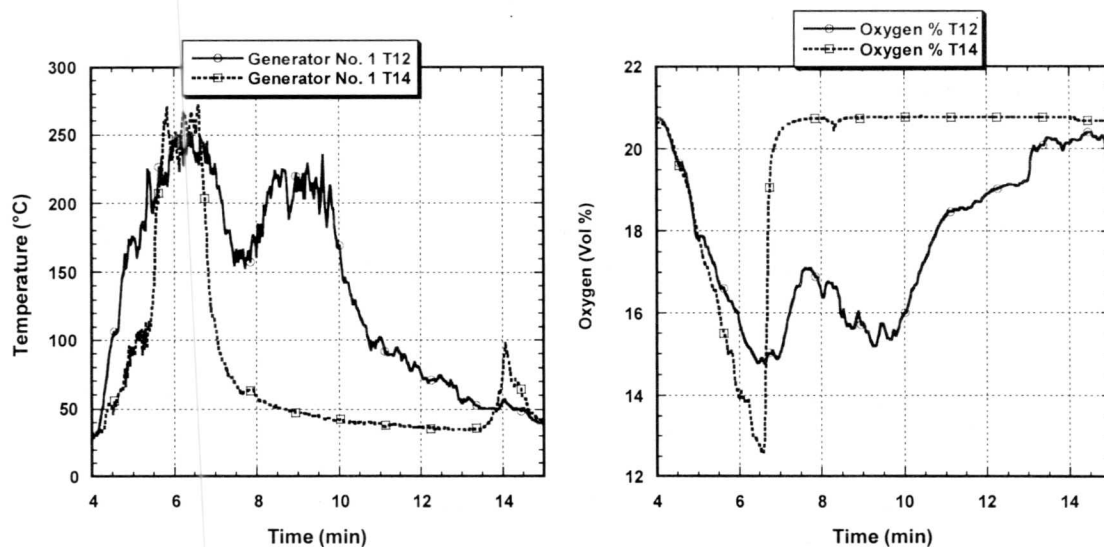 Generator No. 1 T12
Generator No. 1 T14
300
250
200
150
100
50
0
Temperature (°C)
4 6 8 10 12 14
Time (min)
Oxygen % T12
Oxygen % T14
22
20
18
16
14
12
Oxygen (Vol %)
4 6 8 10 12 14
Time (min)